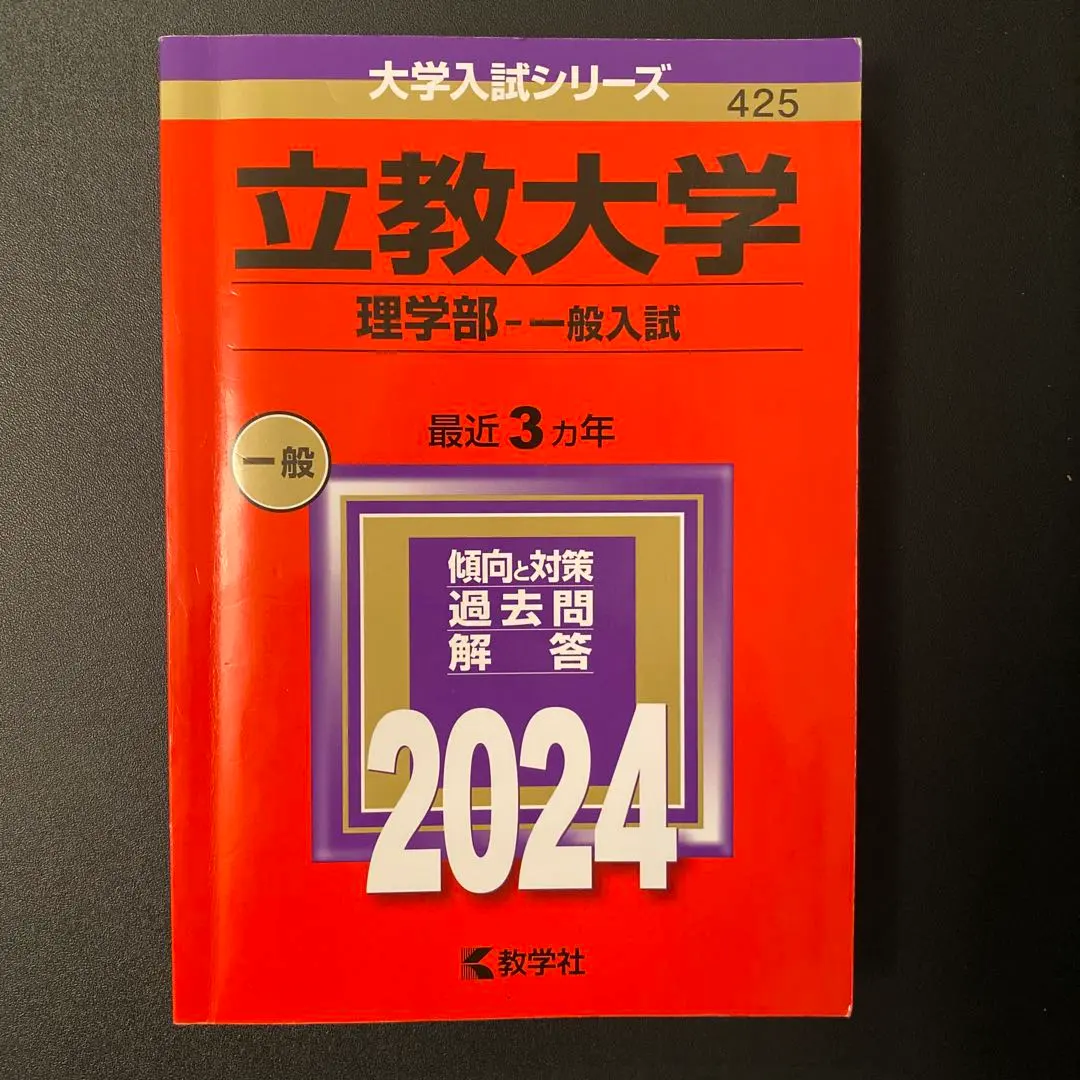 大学入試シリーズ
425
立教大学
理学部-一般入試
最近3カ年
一般
傾向と対策
過去問
解答
2024
教学社